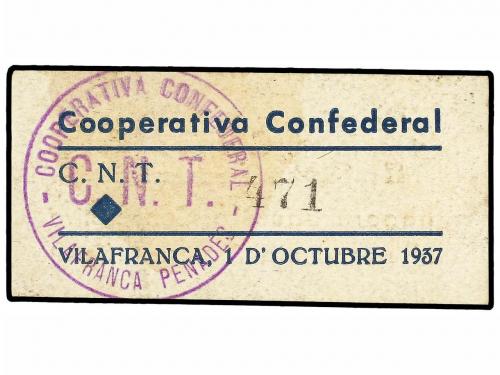 Cooperativa Confederal
C. N. T.
471
VILAFRANCA, 1 D'OCTUBRE 1937
COOPERATIVA CONFEDERAL
C. N. T.
- VILAFRANCA PENADES -